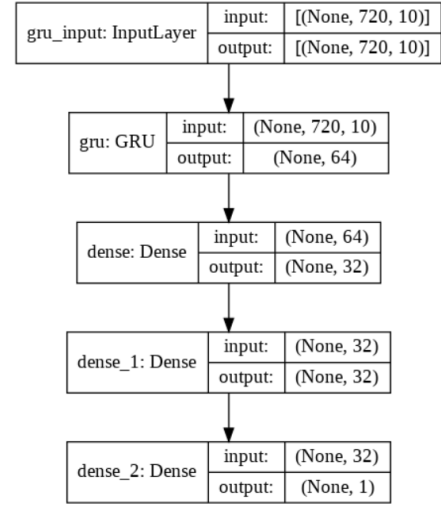 gru_input: InputLayer
input:
[(None, 720, 10)]
output:
[(None, 720, 10)]
gru: GRU
input:
(None, 720, 10)
output:
(None, 64)
dense: Dense
input:
(None, 64)
output:
(None, 32)
dense_1: Dense
input:
(None, 32)
output:
(None, 32)
dense_2: Dense
input:
(None, 32)
output:
(None, 1)